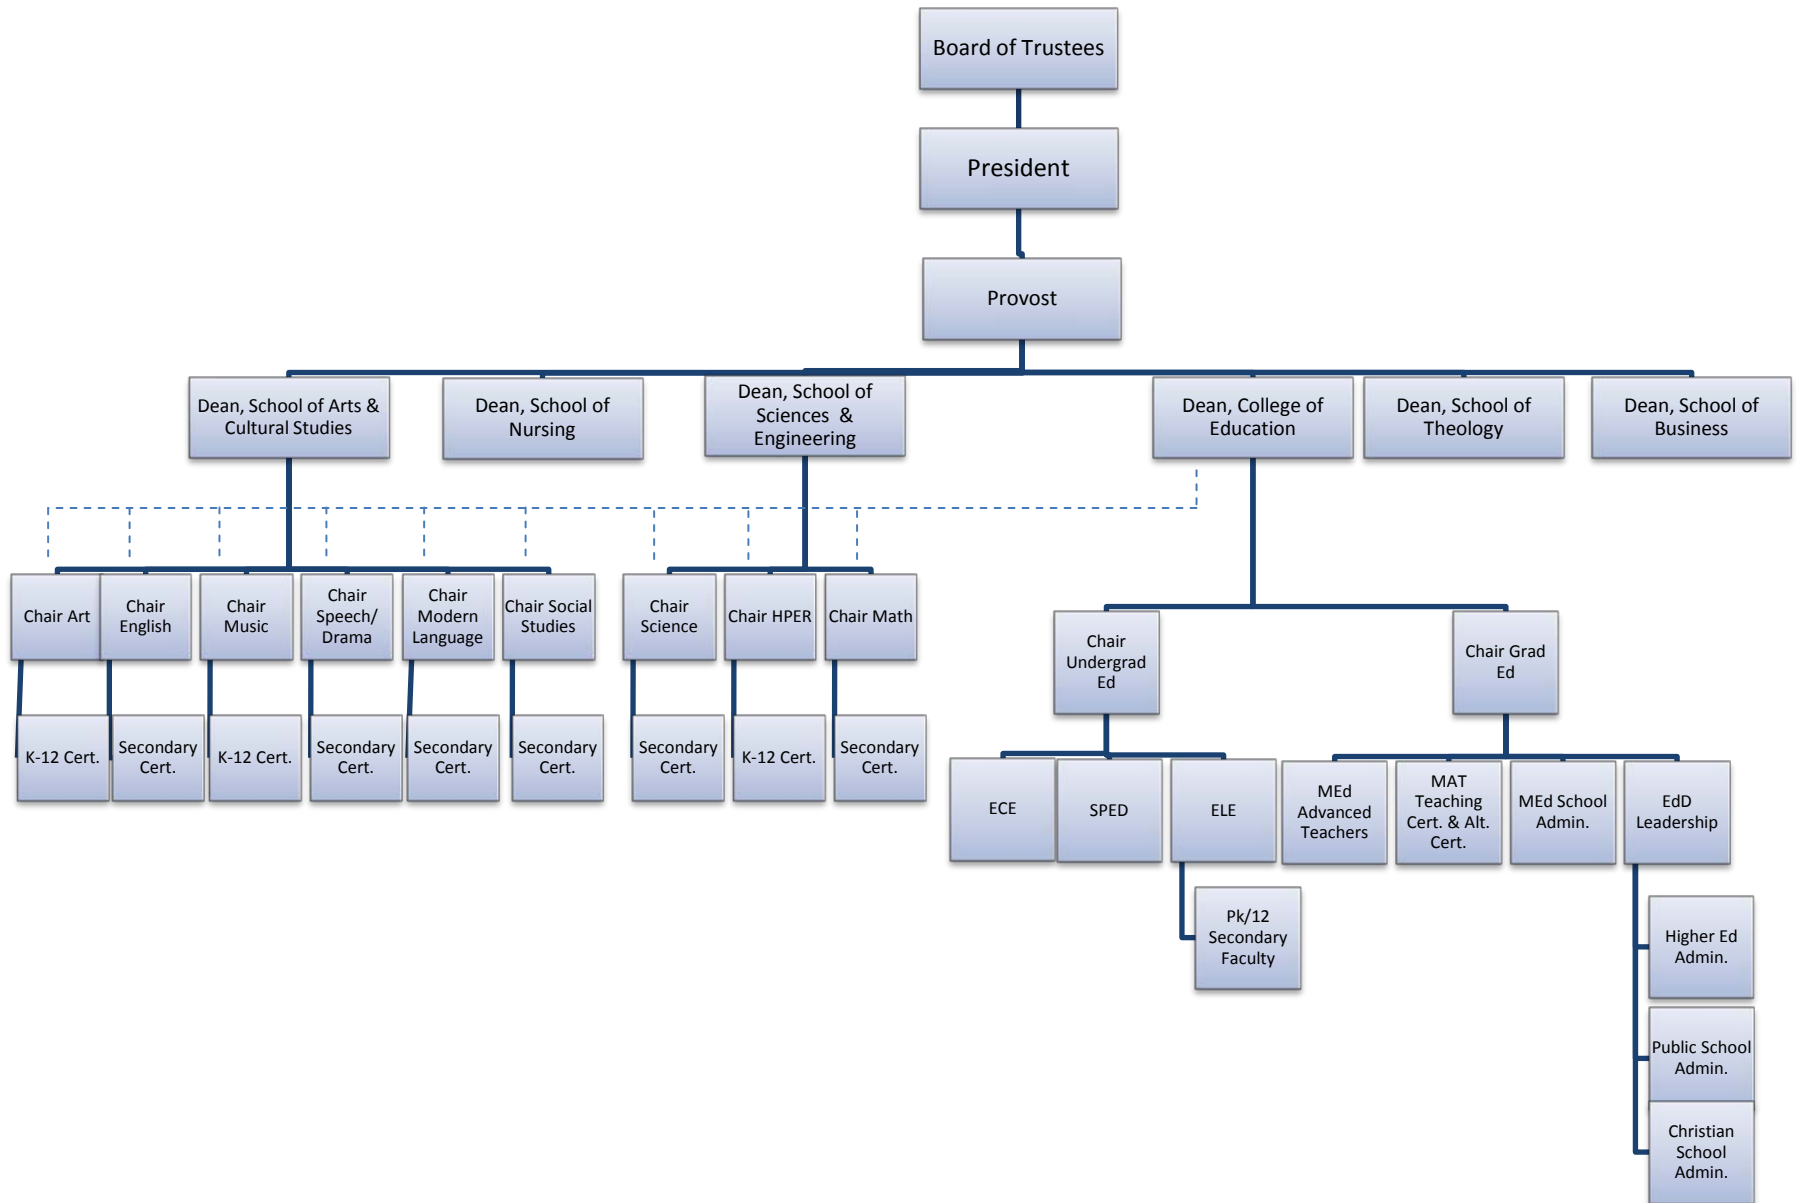 Board of Trustees
President
Provost
Dean, School of Arts &
Cultural Studies
Dean, School of
Nursing
Dean, School of
Sciences &
Engineering
Dean, College of
Education
Dean, School of
Theology
Dean, School of
Business
Chair Art
Chair
English
Chair
Music
Chair
Speech/
Drama
Chair
Modern
Language
Chair Social
Studies
Chair
Science
Chair HPER
Chair Math
Chair
Undergrad
Ed
Chair Grad
Ed
K-12 Cert.
Secondary
Cert.
K-12 Cert.
Secondary
Cert.
Secondary
Cert.
Secondary
Cert.
Secondary
Cert.
K-12 Cert.
Secondary
Cert.
ECE
SPED
ELE
MEd
Advanced
Teachers
MAT
Teaching
Cert. & Alt.
Cert.
MEd School
Admin.
EdD
Leadership
Pk/12
Secondary
Faculty
Higher Ed
Admin.
Public School
Admin.
Christian
School
Admin.